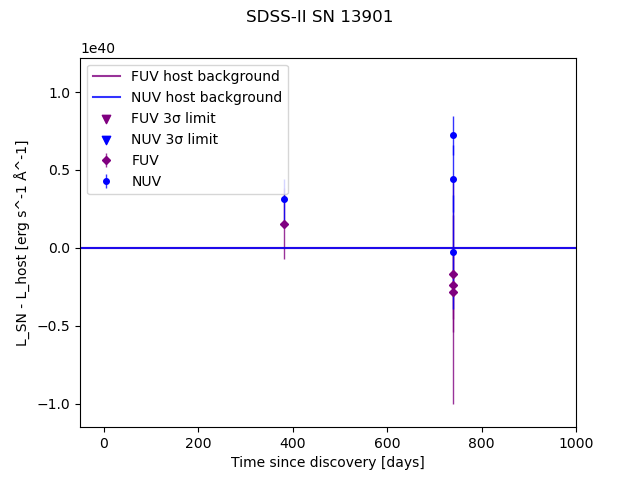 SDSS-II SN 13901
1e40
FUV host background
NUV host background
FUV 3σ limit
NUV 3σ limit
FUV
NUV
1.0
0.5
0.0
−0.5
−1.0
L_SN - L_host [erg s^-1 Å^-1]
0 200 400 600 800 1000
Time since discovery [days]